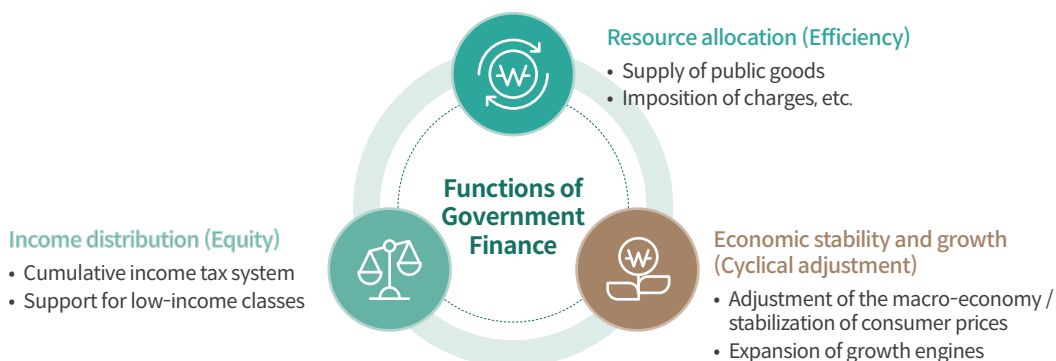 Resource allocation (Efficiency)
• Supply of public goods
• Imposition of charges, etc.
Functions of
Government
Finance
Income distribution (Equity)
• Cumulative income tax system
• Support for low-income classes
Economic stability and growth
(Cyclical adjustment)
• Adjustment of the macro-economy /
stabilization of consumer prices
• Expansion of growth engines